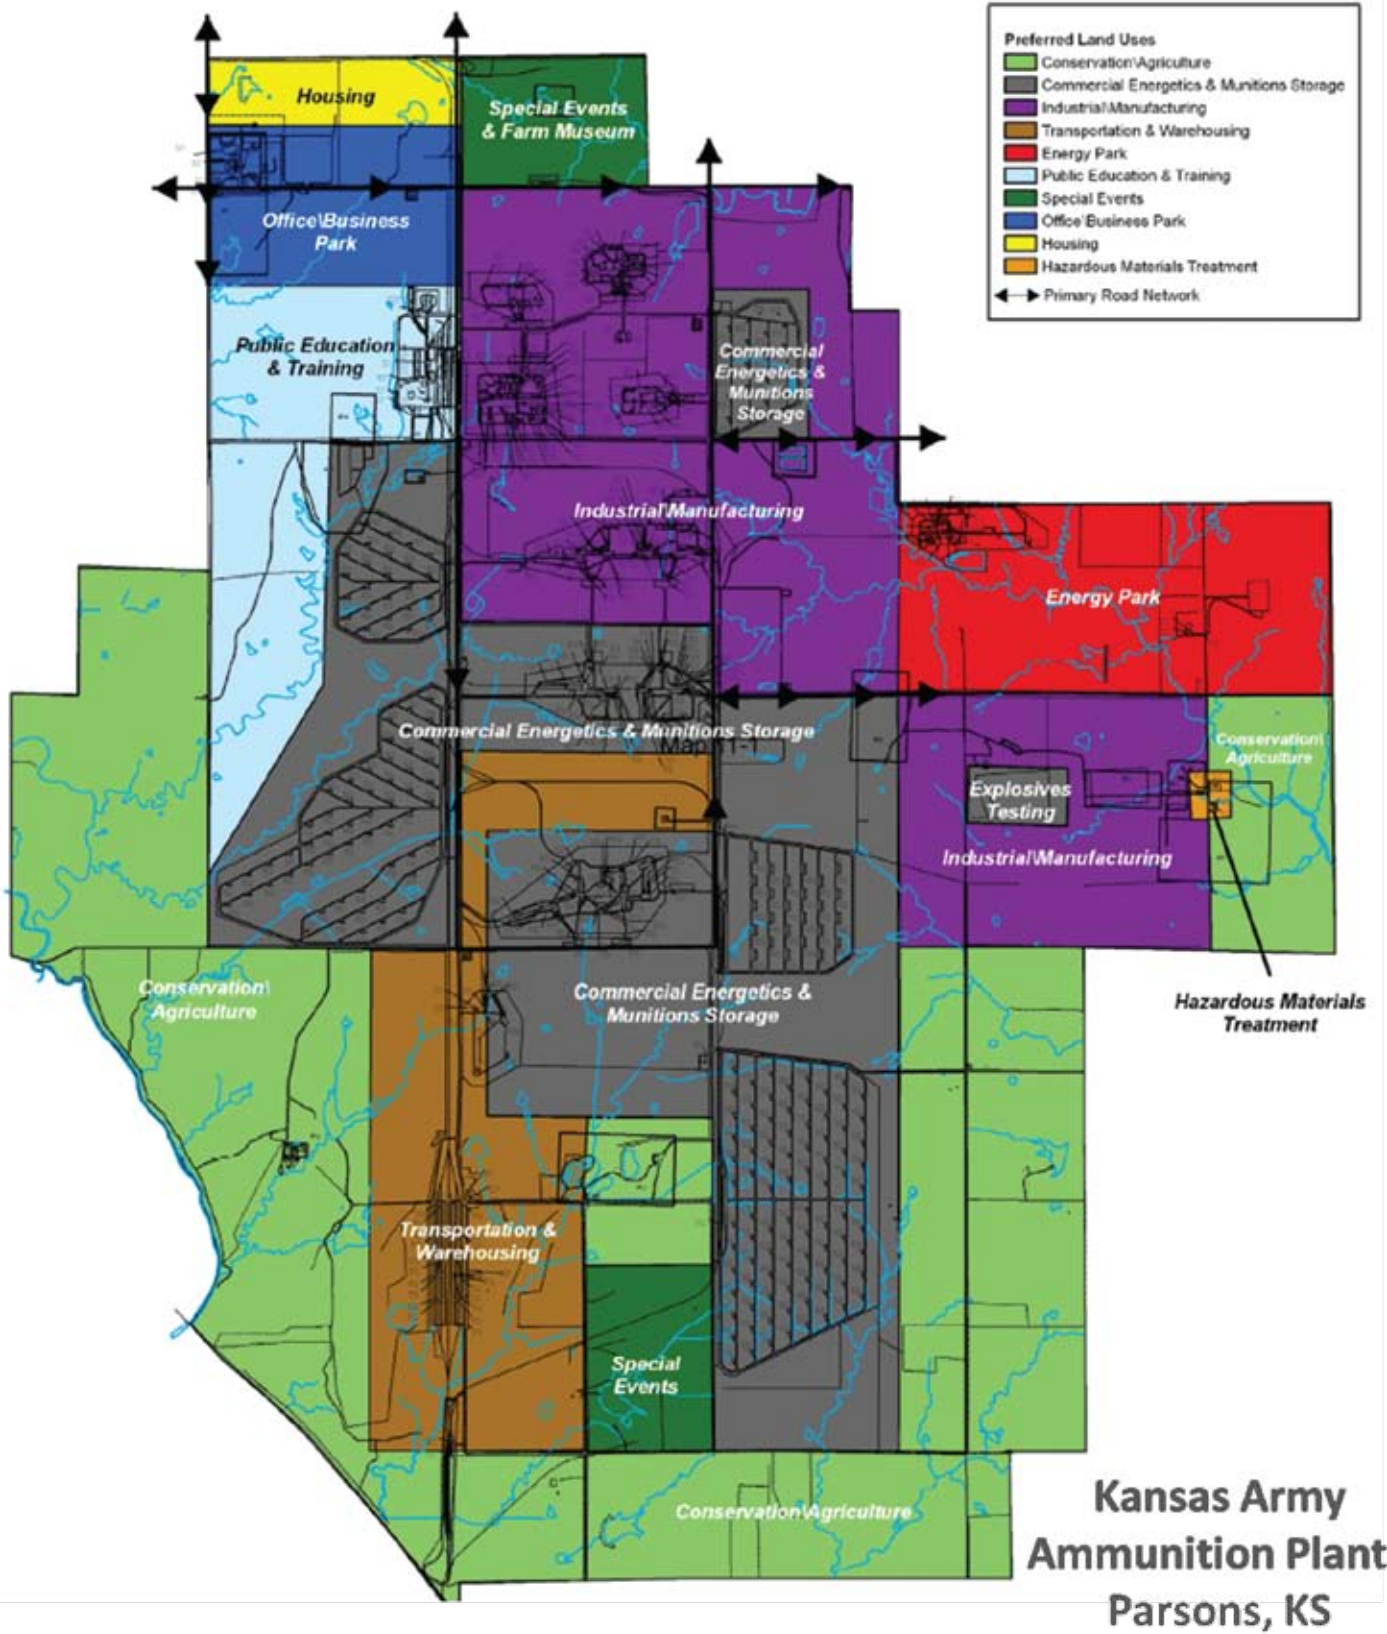 Preferred Land Uses
Conservation\Agriculture
Commercial Energetics & Munitions Storage
Industrial\Manufacturing
Transportation & Warehousing
Energy Park
Public Education & Training
Special Events
Office\Business Park
Housing
Hazardous Materials Treatment
Primary Road Network
Housing
Special Events
& Farm Museum
Office\Business
Park
Public Education
& Training
Commercial
Energetics &
Munitions
Storage
Industrial\Manufacturing
Energy Park
Commercial Energetics & Munitions Storage
Map 11-1
Conservation\
Agriculture
Explosives
Testing
Industrial\Manufacturing
Conservation\
Agriculture
Commercial Energetics &
Munitions Storage
Hazardous Materials
Treatment
Transportation &
Warehousing
Special
Events
Conservation\Agriculture
Kansas Army
Ammunition Plant
Parsons, KS